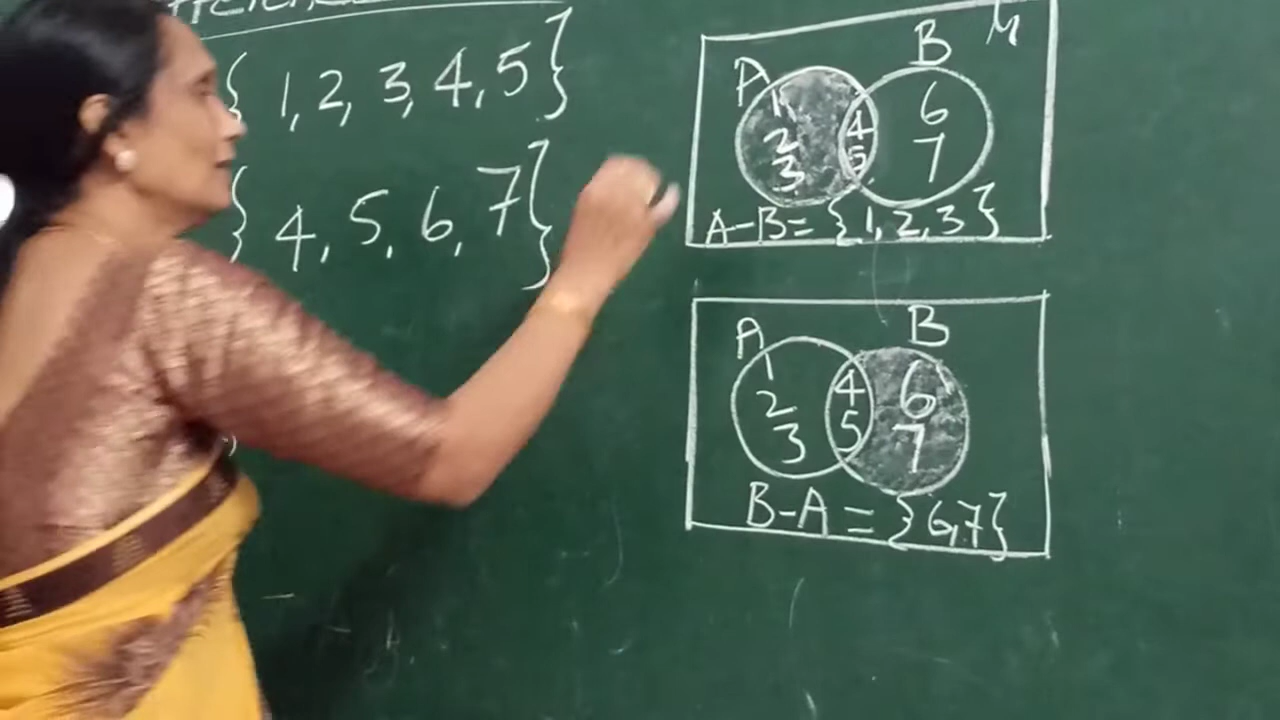 { 1, 2, 3, 4, 5 }
{ 4, 5, 6, 7 }
A B μ
1 4 6
2 5 7
3
A-B= {1, 2, 3}
A B
1 4 6
2 5 7
3
B-A = {6,7}